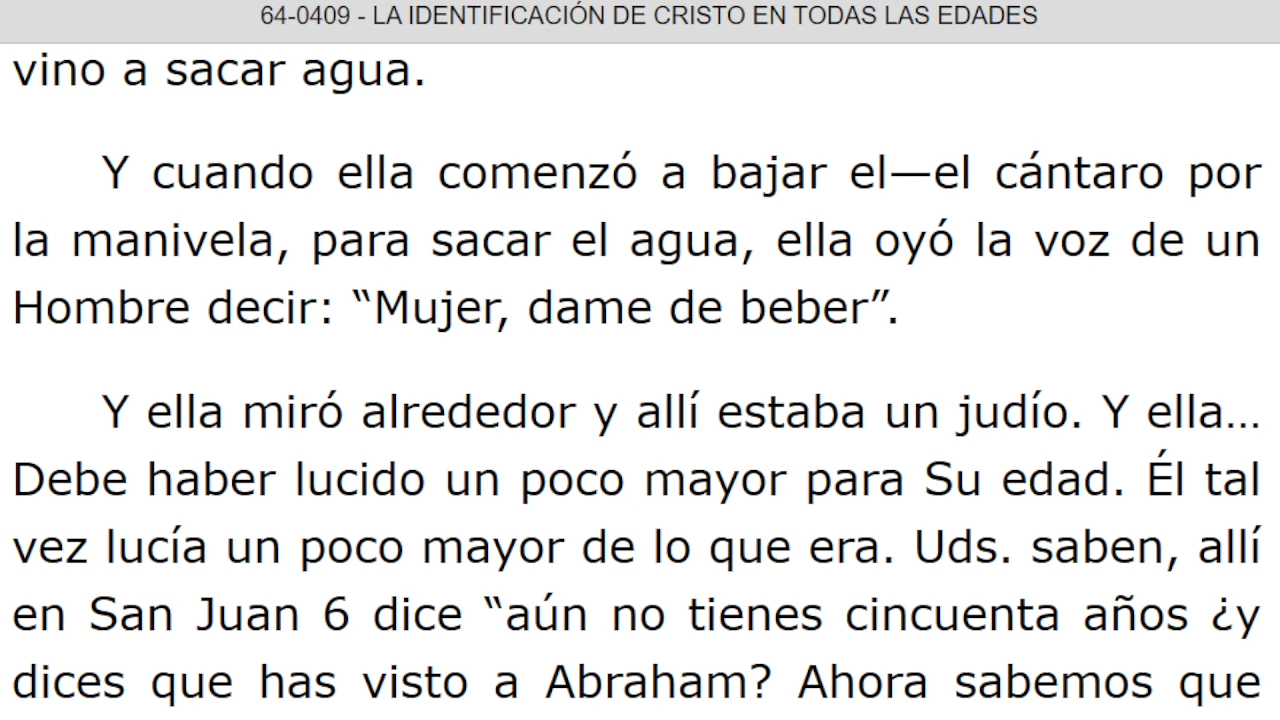 64-0409 - LA IDENTIFICACIÓN DE CRISTO EN TODAS LAS EDADES
vino a sacar agua.
Y cuando ella comenzó a bajar el—el cántaro por
la manivela, para sacar el agua, ella oyó la voz de un
Hombre decir: “Mujer, dame de beber”.
Y ella miró alrededor y allí estaba un judío. Y ella...
Debe haber lucido un poco mayor para Su edad. Él tal
vez lucía un poco mayor de lo que era. Uds. saben, allí
en San Juan 6 dice “aún no tienes cincuenta años ¿y
dices que has visto a Abraham? Ahora sabemos que